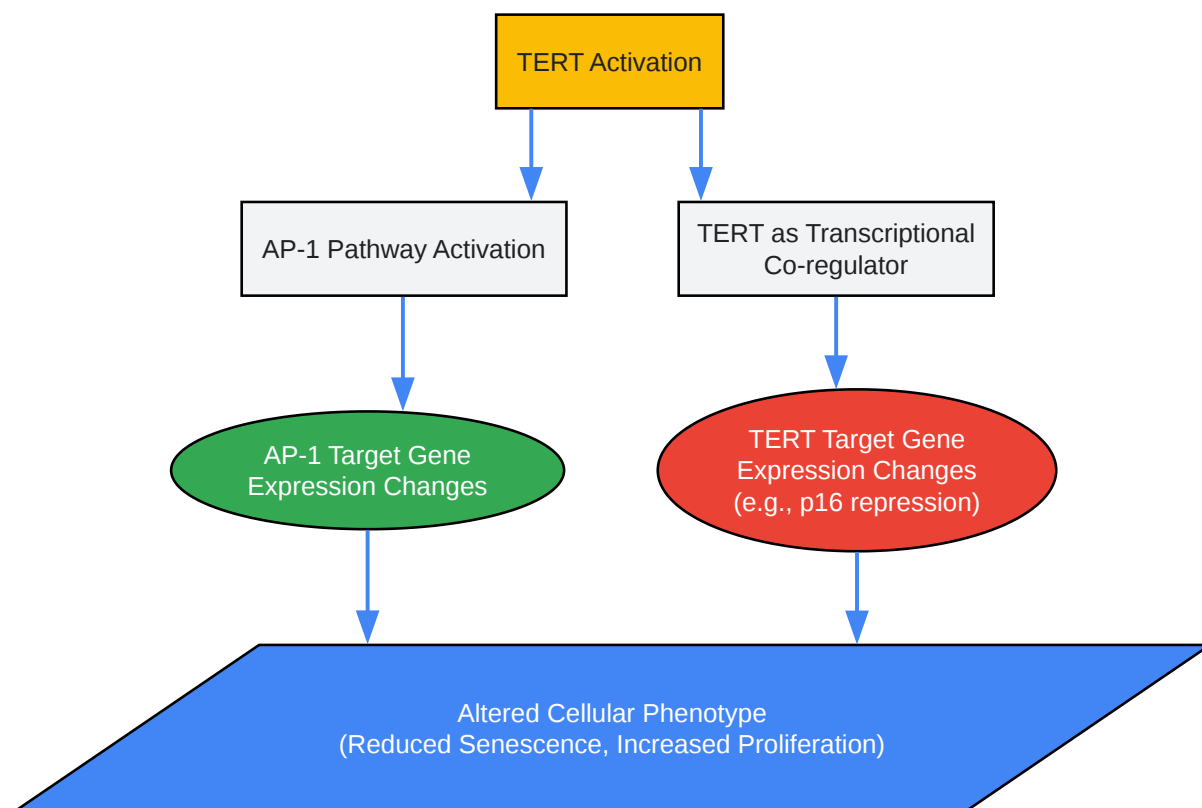 TERT Activation
AP-1 Pathway Activation
TERT as Transcriptional
Co-regulator
AP-1 Target Gene
Expression Changes
TERT Target Gene
Expression Changes
(e.g., p16 repression)
Altered Cellular Phenotype
(Reduced Senescence, Increased Proliferation)